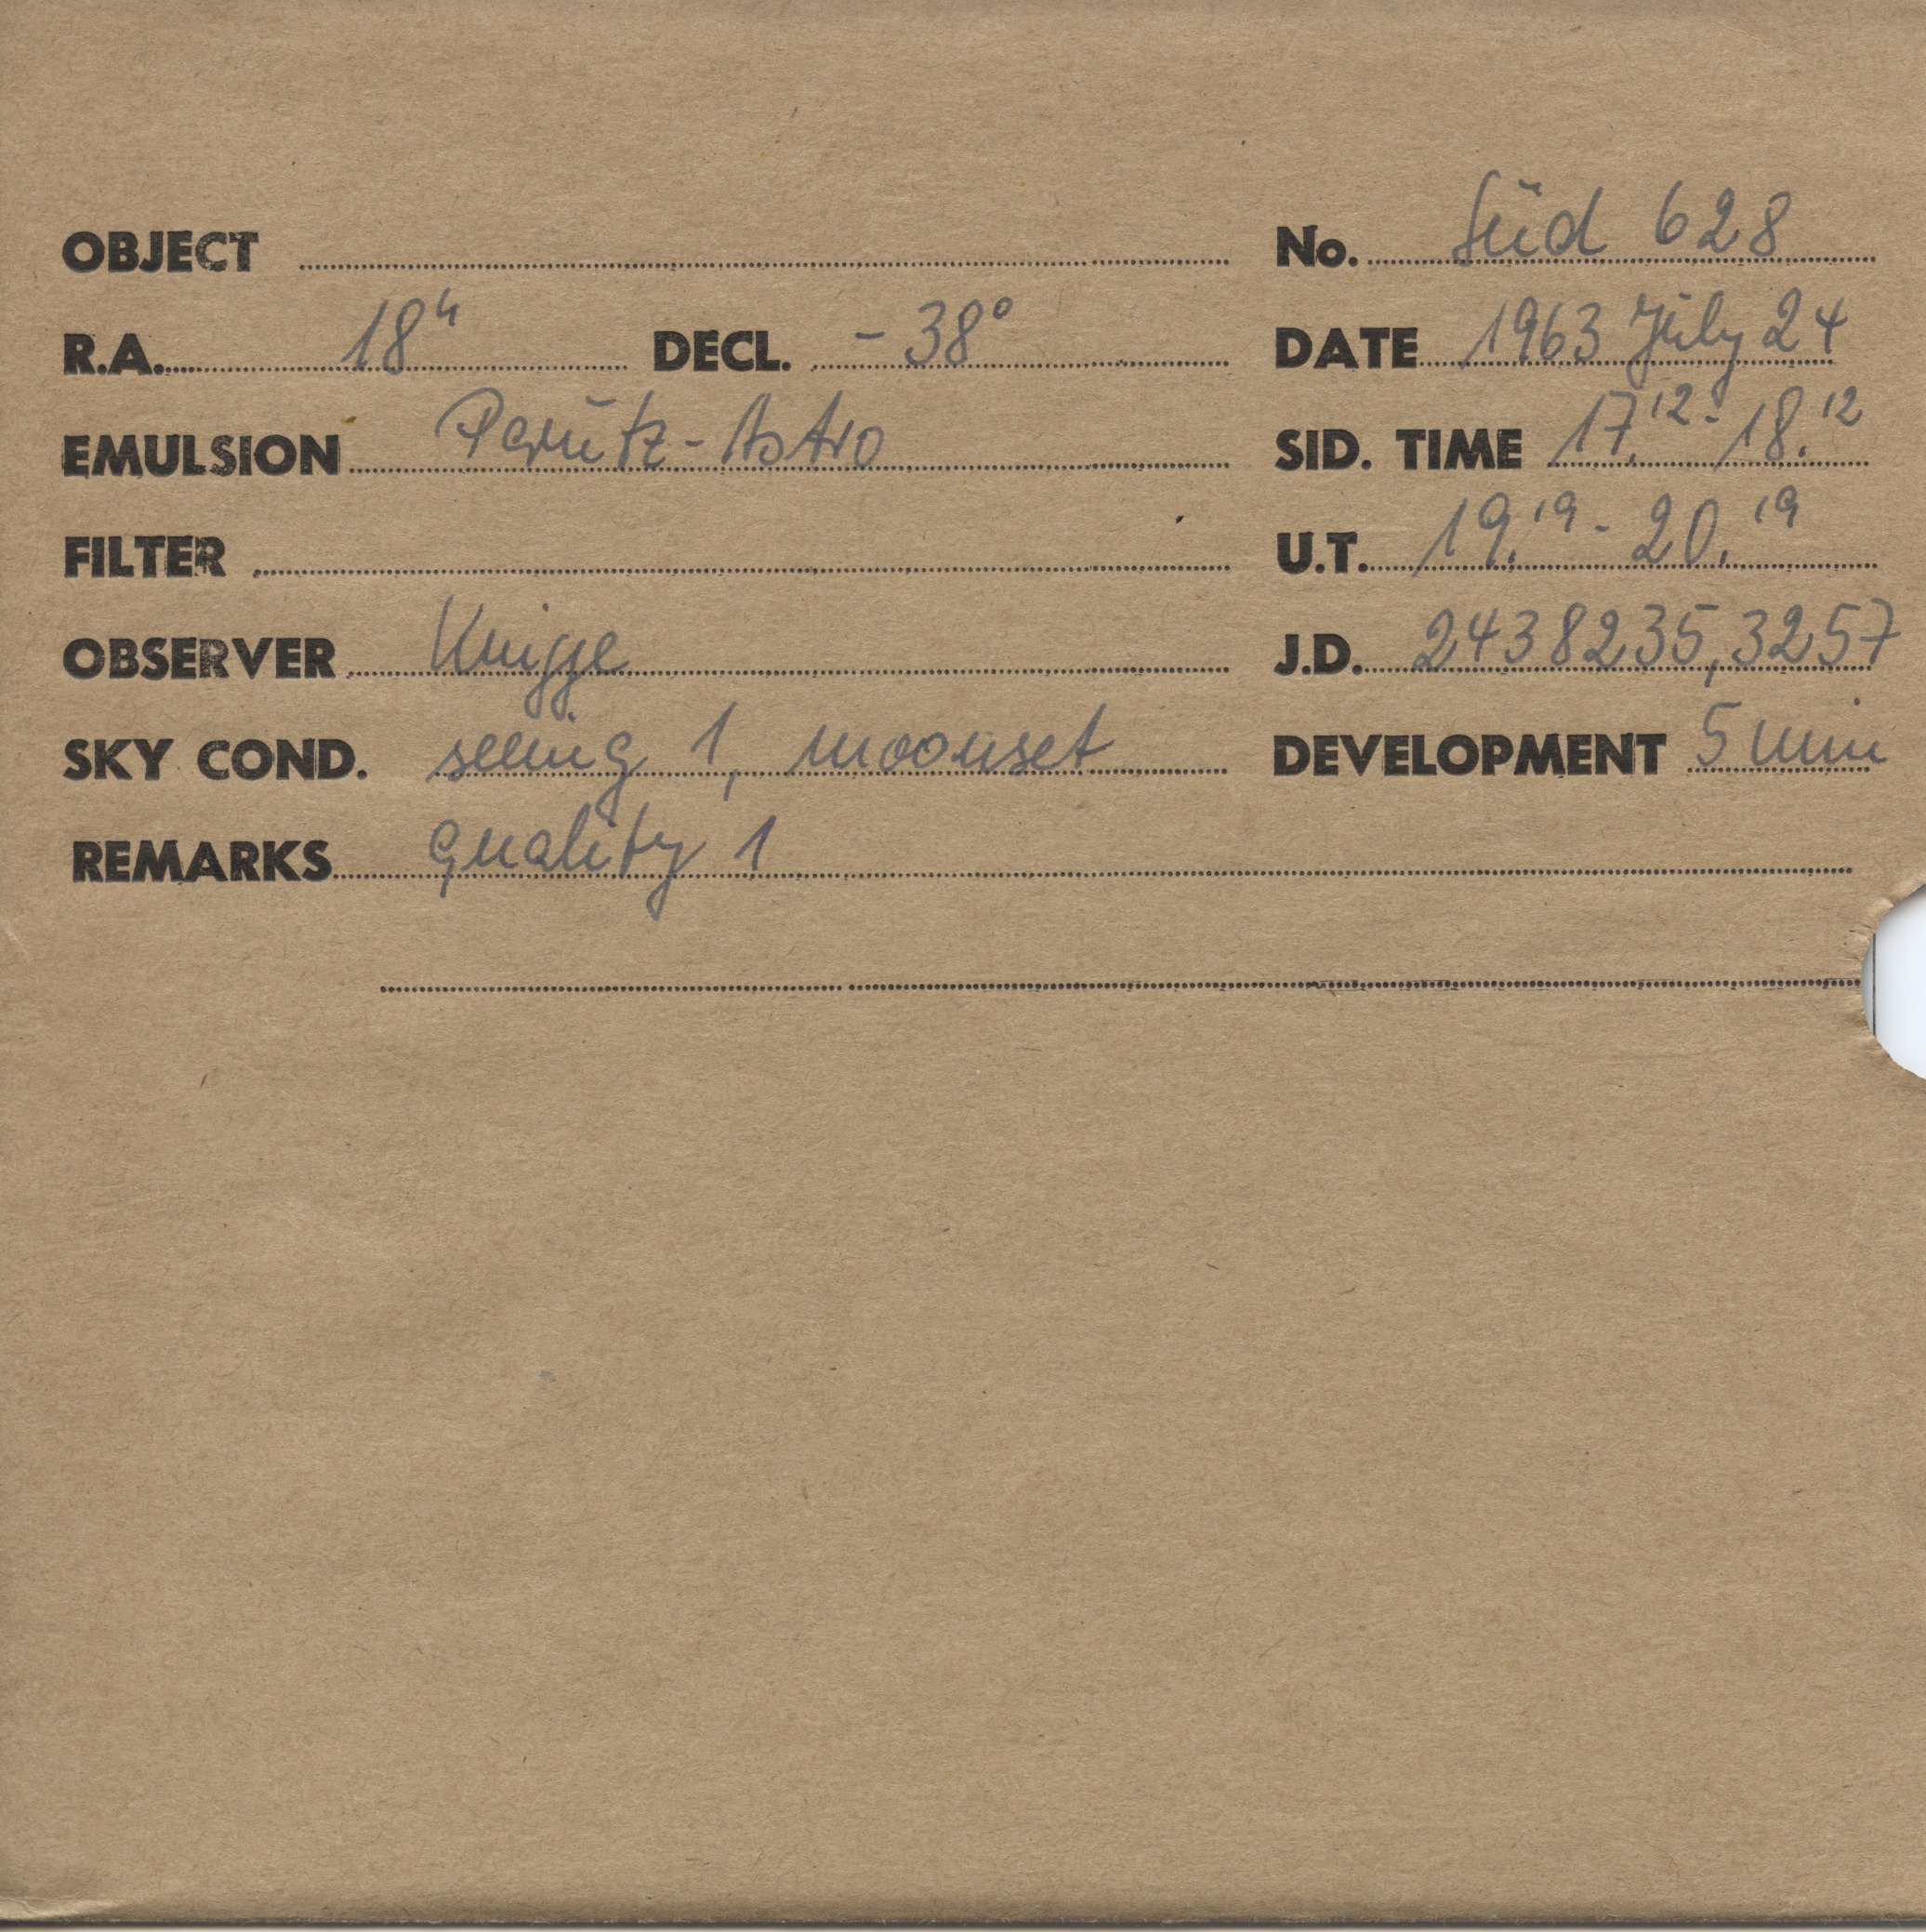 OBJECT No. Süd 628
R.A. 18h DECL. -38° DATE 1963 July 24
EMULSION Perutz-Astro SID. TIME 17.12 - 18.12
FILTER U.T. 19.19 - 20.19
OBSERVER Knigge J.D. 2438235,3257
SKY COND. seeing 1, moonset DEVELOPMENT 5 min
REMARKS quality 1